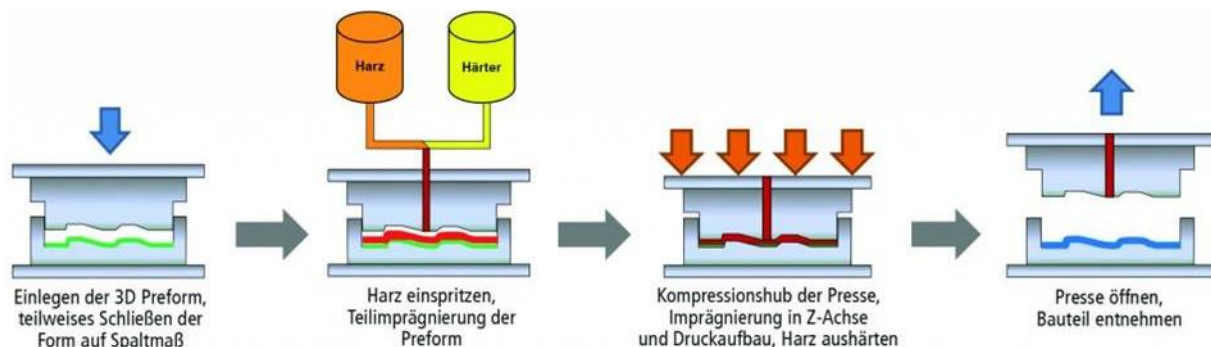 Harz
Härter
Einlegen der 3D Preform,
teilweises Schließen der
Form auf Spaltmaß
Harz einspritzen,
Teilimprägnierung der
Preform
Kompressionshub der Presse,
Imprägnierung in Z-Achse
und Druckaufbau, Harz aushärten
Presse öffnen,
Bauteil entnehmen